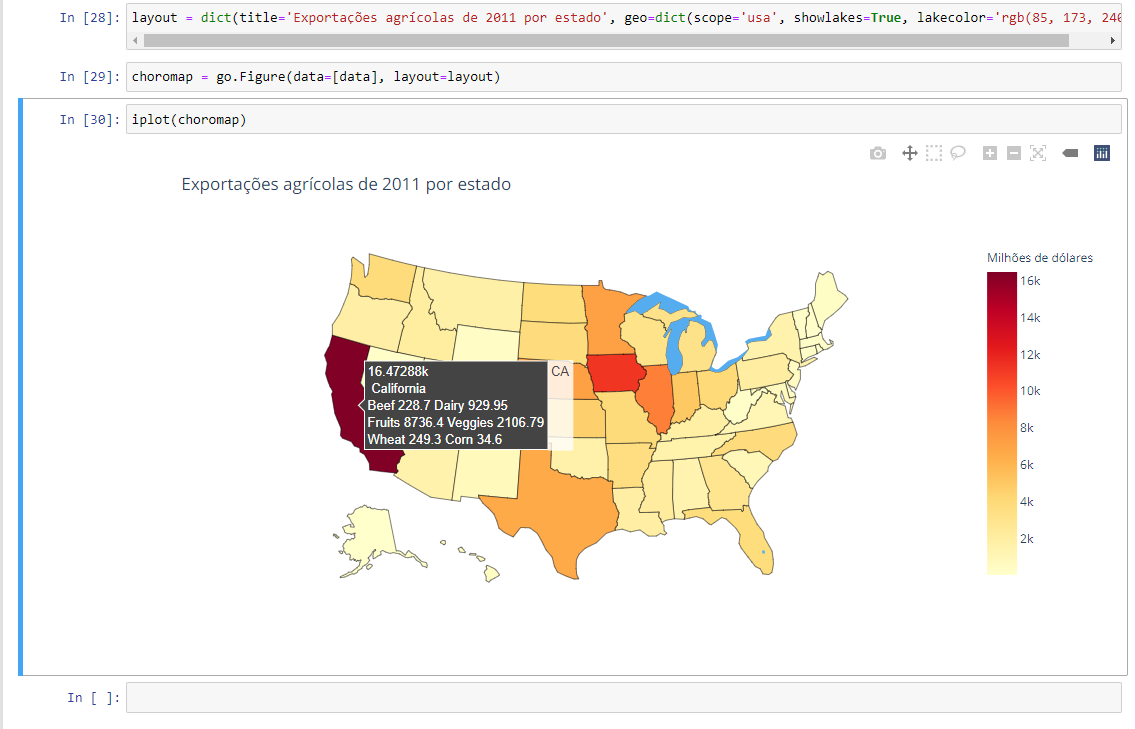 In [28]: layout = dict(title='Exportações agrícolas de 2011 por estado', geo=dict(scope='usa', showlakes=True, lakecolor='rgb(85, 173, 240
In [29]: choromap = go.Figure(data=[data], layout=layout)
In [30]: iplot(choromap)
Exportações agrícolas de 2011 por estado
Milhões de dólares
16k
14k
12k
10k
8k
6k
4k
2k
16.47288k
California
Beef 228.7 Dairy 929.95
Fruits 8736.4 Veggies 2106.79
Wheat 249.3 Corn 34.6
CA
In [ ]: